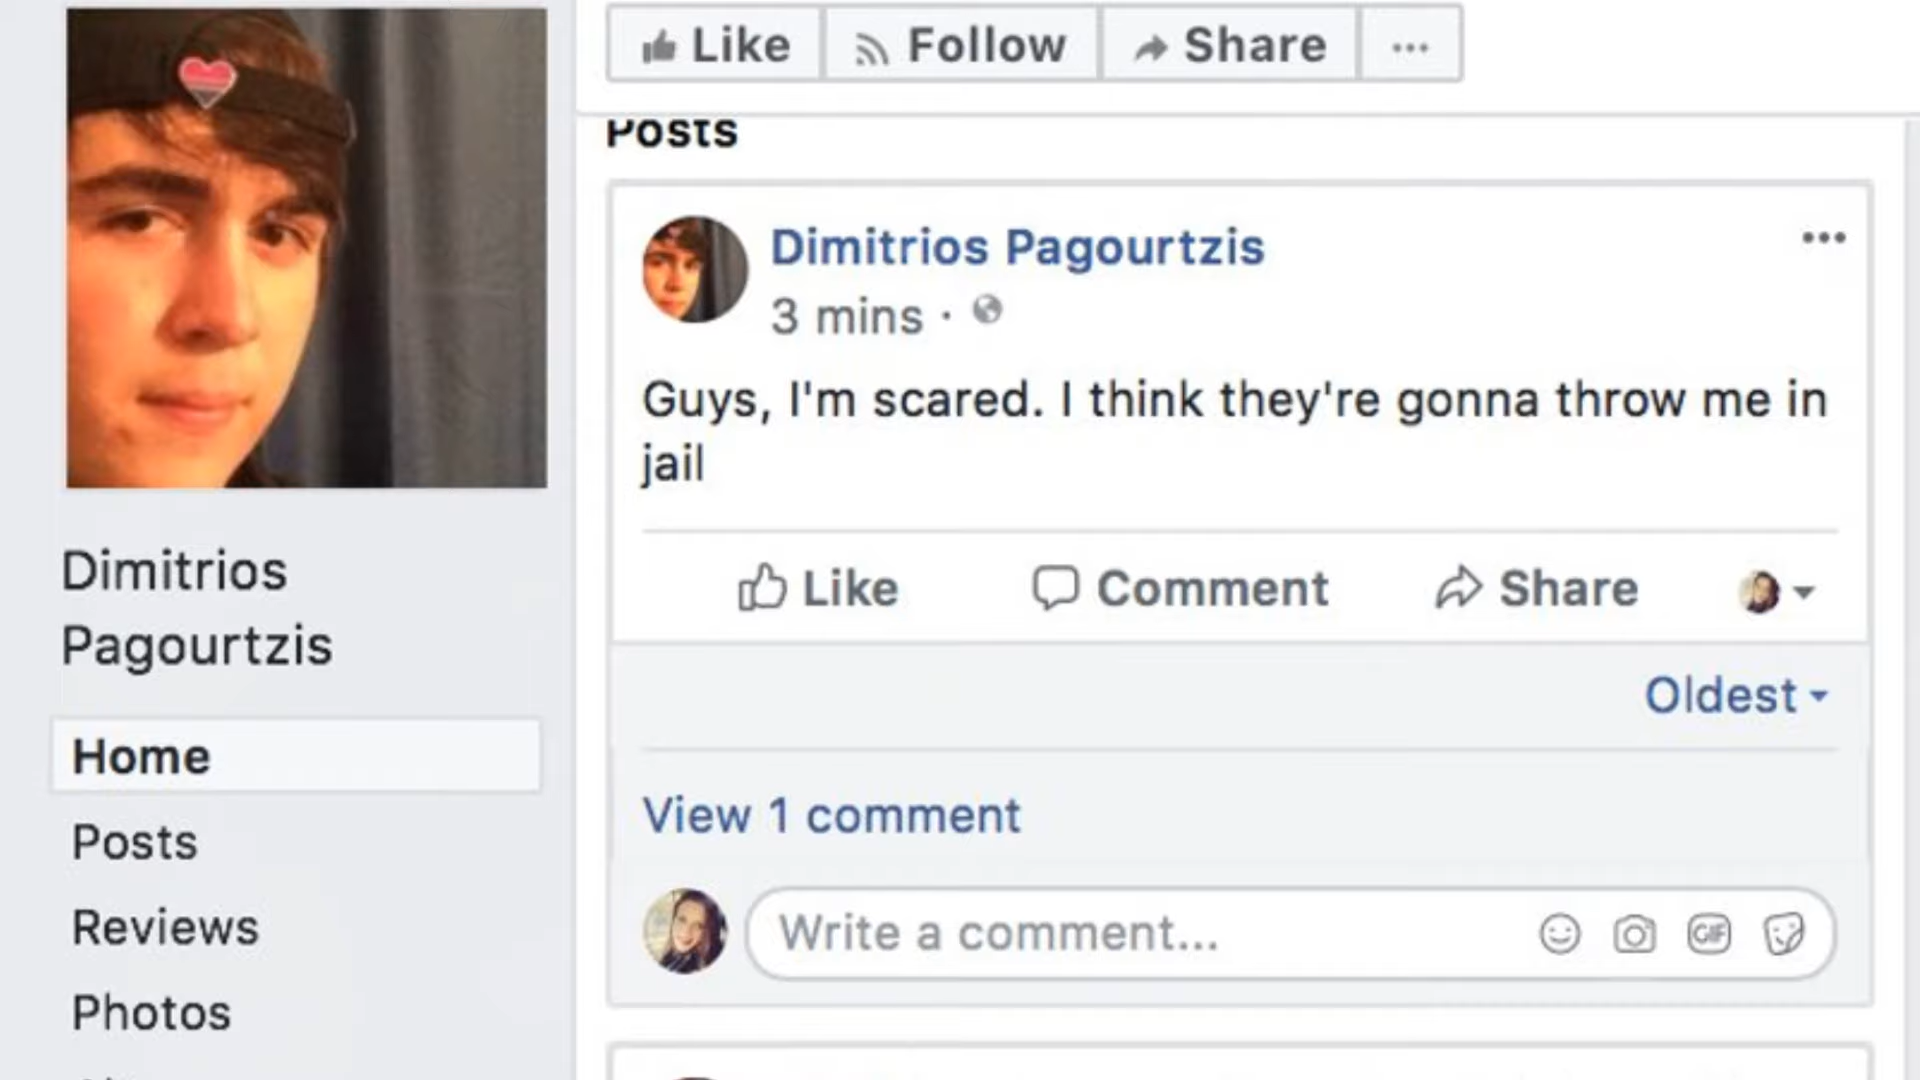 Like
Follow
Share
Posts
Dimitrios Pagourtzis
3 mins ·
Guys, I'm scared. I think they're gonna throw me in
jail
Like
Comment
Share
Oldest
View 1 comment
Write a comment...
GIF
Dimitrios
Pagourtzis
Home
Posts
Reviews
Photos